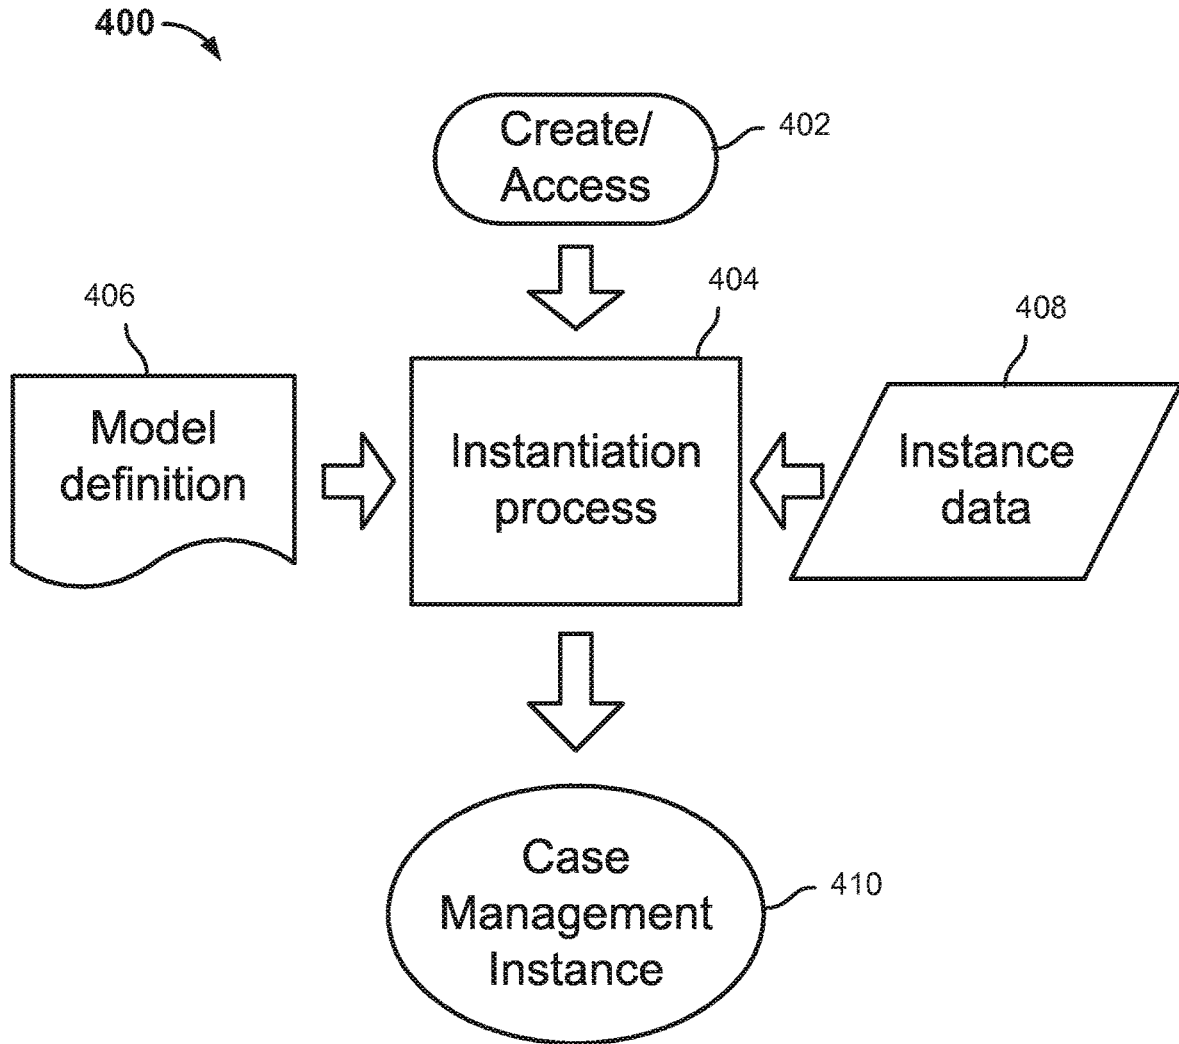 400
Create/
Access
402
404
406
408
Model
definition
Instantiation
process
Instance
data
Case
Management
Instance
410